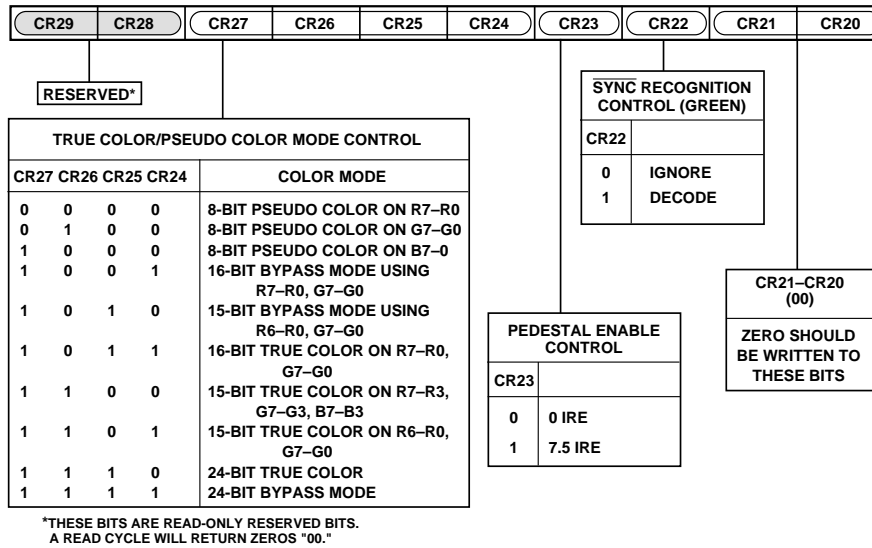 CR29 CR28 CR27 CR26 CR25 CR24 CR23 CR22 CR21 CR20
RESERVED*
TRUE COLOR/PSEUDO COLOR MODE CONTROL
CR27 CR26 CR25 CR24 COLOR MODE
0 0 0 0 8-BIT PSEUDO COLOR ON R7–R0
0 1 0 0 8-BIT PSEUDO COLOR ON G7–G0
1 0 0 0 8-BIT PSEUDO COLOR ON B7–0
1 0 0 1 16-BIT BYPASS MODE USING
R7–R0, G7–G0
1 0 1 0 15-BIT BYPASS MODE USING
R6–R0, G7–G0
1 0 1 1 16-BIT TRUE COLOR ON R7–R0,
G7–G0
1 1 0 0 15-BIT TRUE COLOR ON R7–R3,
G7–G3, B7–B3
1 1 0 1 15-BIT TRUE COLOR ON R6–R0,
G7–G0
1 1 1 0 24-BIT TRUE COLOR
1 1 1 1 24-BIT BYPASS MODE
*THESE BITS ARE READ-ONLY RESERVED BITS.
A READ CYCLE WILL RETURN ZEROS "00."
PEDESTAL ENABLE
CONTROL
CR23
0 0 IRE
1 7.5 IRE
SYNC RECOGNITION
CONTROL (GREEN)
CR22
0 IGNORE
1 DECODE
CR21–CR20
(00)
ZERO SHOULD
BE WRITTEN TO
THESE BITS